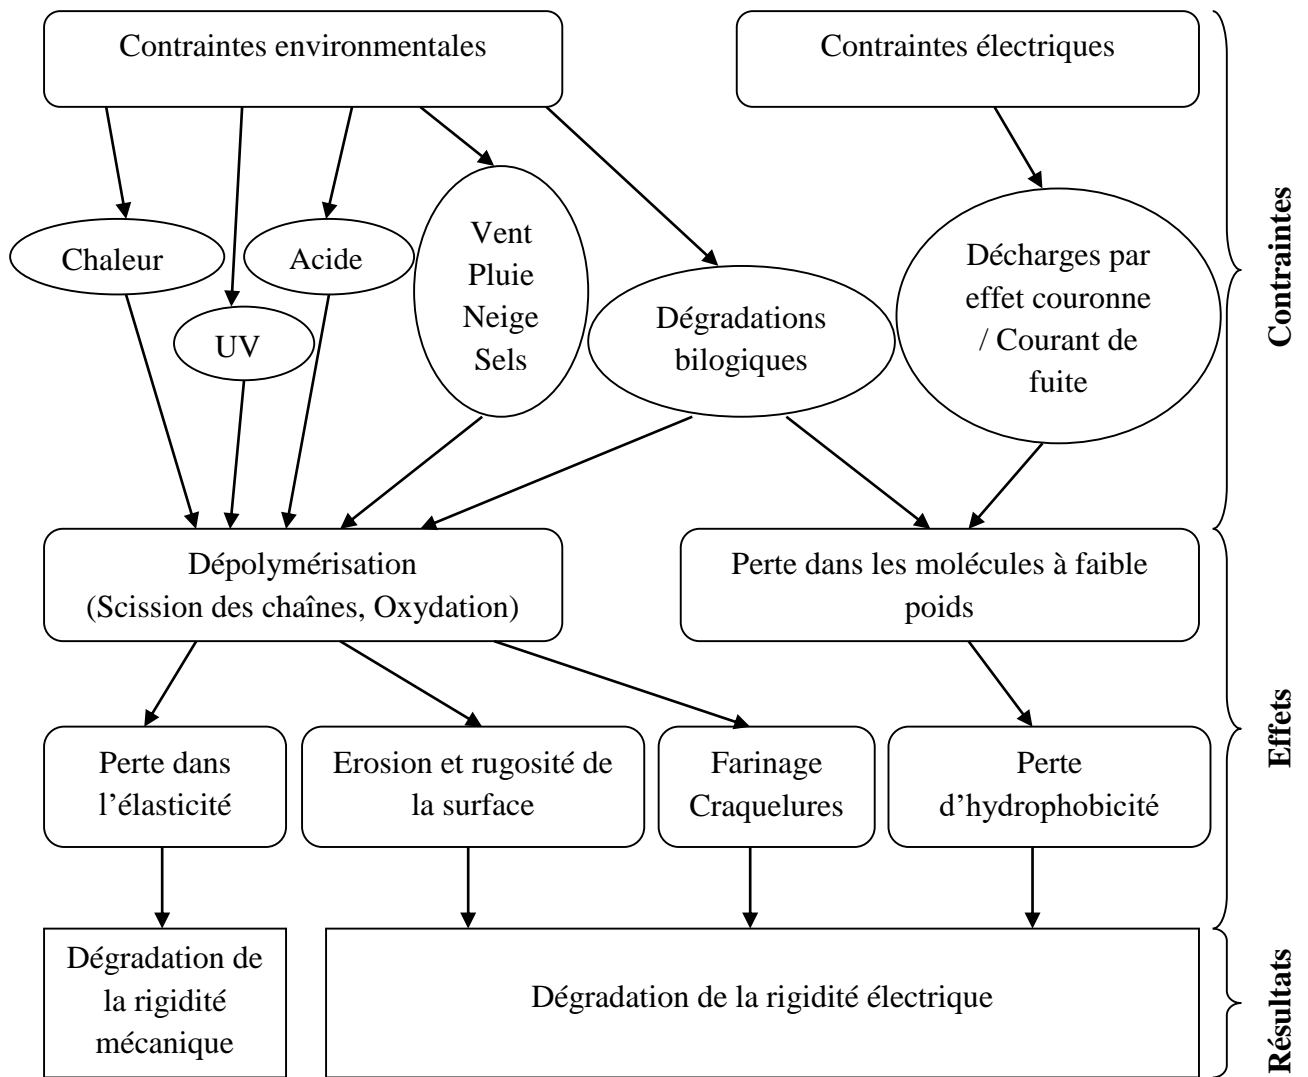 Contraintes environmentales
Contraintes électriques
Chaleur
UV
Acide
Vent
Pluie
Neige
Sels
Dégradations
bilogiques
Décharges par
effet couronne
/ Courant de
fuite
Contraintes
Dépolymérisation
(Scission des chaînes, Oxydation)
Perte dans les molécules à faible
poids
Perte dans
l’élasticité
Erosion et rugosité de
la surface
Farinage
Craquelures
Perte
d’hydrophobicité
Effets
Dégradation de
la rigidité
mécanique
Dégradation de la rigidité électrique
Résultats